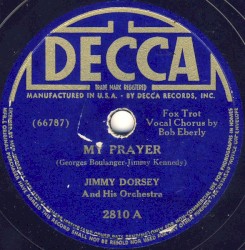 DECCA
TRADE MARK REGISTERED
MANUFACTURED IN U.S.A. BY DECCA RECORDS, INC.
(66787)
Fox Trot
Vocal Chorus by
Bob Eberly
MY PRAYER
(Georges Boulanger-Jimmy Kennedy)
JIMMY DORSEY
And His Orchestra
2810 A